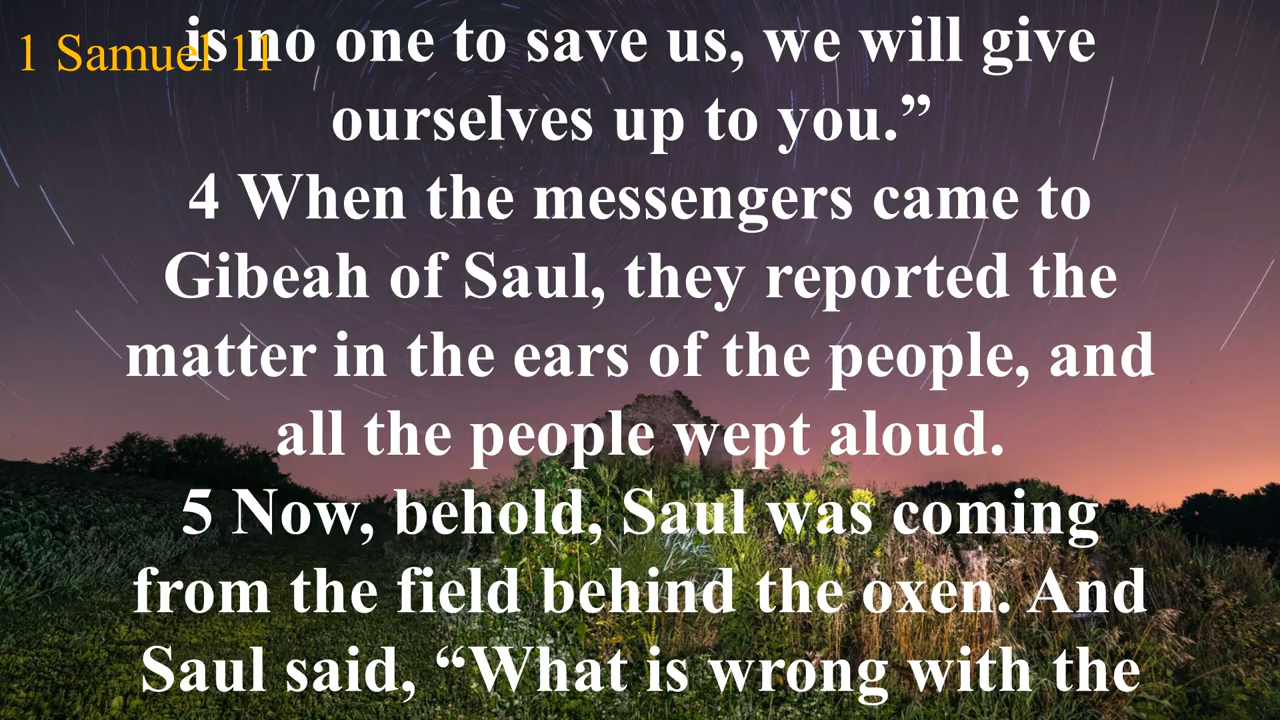 1 Samuel 11
is no one to save us, we will give
ourselves up to you.”
4 When the messengers came to
Gibeah of Saul, they reported the
matter in the ears of the people, and
all the people wept aloud.
5 Now, behold, Saul was coming
from the field behind the oxen. And
Saul said, “What is wrong with the